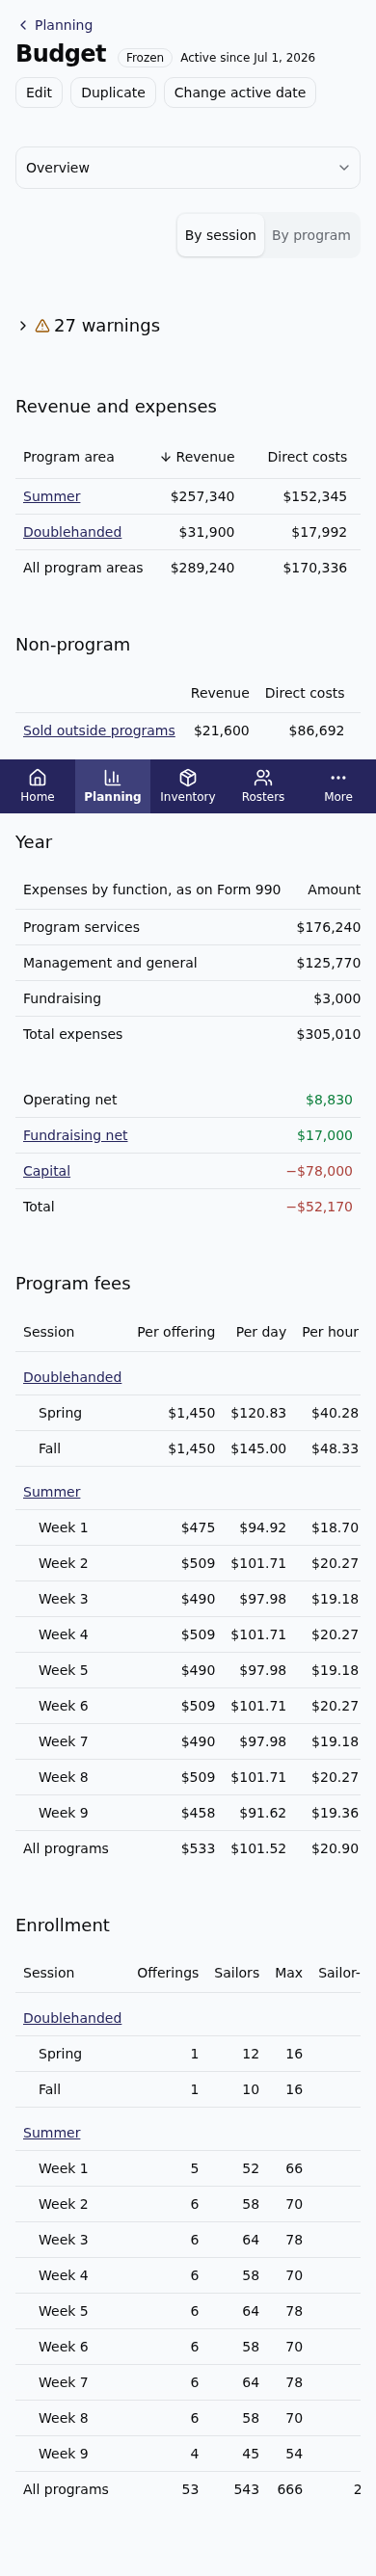 Planning
Budget Frozen Active since Jul 1, 2026
Edit Duplicate Change active date
Overview
By session By program
27 warnings
Revenue and expenses
Program area ↓ Revenue Direct costs
Summer $257,340 $152,345
Doublehanded $31,900 $17,992
All program areas $289,240 $170,336
Non-program
Revenue Direct costs
Sold outside programs $21,600 $86,692
Home Planning Inventory Rosters More
Year
Expenses by function, as on Form 990 Amount
Program services $176,240
Management and general $125,770
Fundraising $3,000
Total expenses $305,010
Operating net $8,830
Fundraising net $17,000
Capital −$78,000
Total −$52,170
Program fees
Session Per offering Per day Per hour
Doublehanded
Spring $1,450 $120.83 $40.28
Fall $1,450 $145.00 $48.33
Summer
Week 1 $475 $94.92 $18.70
Week 2 $509 $101.71 $20.27
Week 3 $490 $97.98 $19.18
Week 4 $509 $101.71 $20.27
Week 5 $490 $97.98 $19.18
Week 6 $509 $101.71 $20.27
Week 7 $490 $97.98 $19.18
Week 8 $509 $101.71 $20.27
Week 9 $458 $91.62 $19.36
All programs $533 $101.52 $20.90
Enrollment
Session Offerings Sailors Max Sailor-
Doublehanded
Spring 1 12 16
Fall 1 10 16
Summer
Week 1 5 52 66
Week 2 6 58 70
Week 3 6 64 78
Week 4 6 58 70
Week 5 6 64 78
Week 6 6 58 70
Week 7 6 64 78
Week 8 6 58 70
Week 9 4 45 54
All programs 53 543 666 2